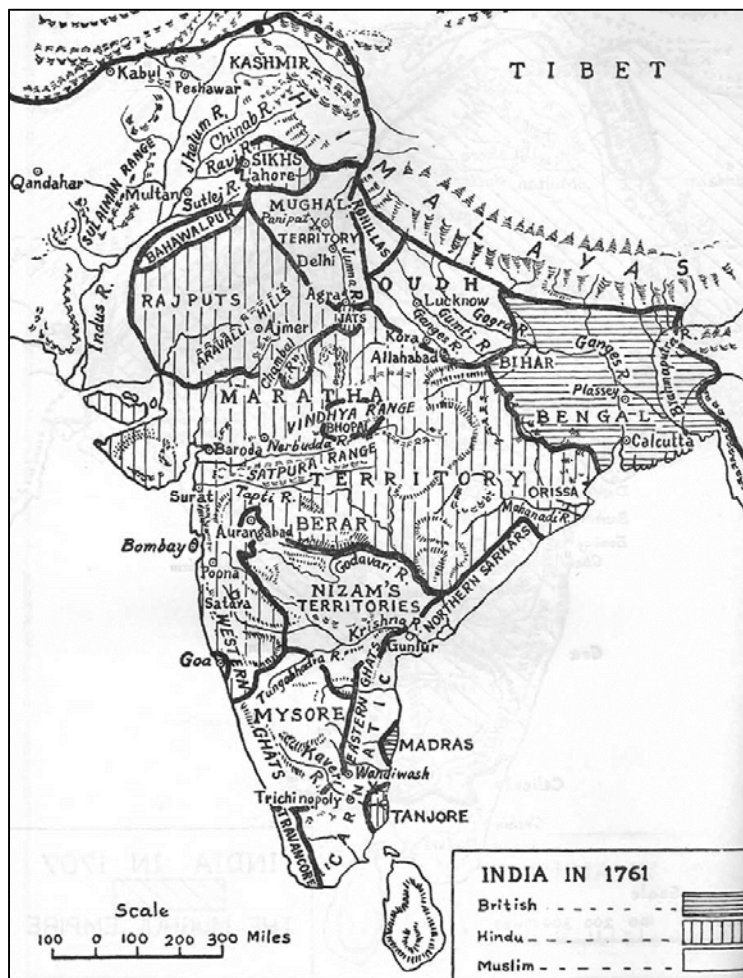 TIBET
KASHMIR
Kabul
Peshawar
HIMALAYAS
Jhelum R.
Chinab R.
Ravi R.
SIKHS
Lahore
SULAIMAN RANGE
Qandahar
Multan
Sutlej R.
BAHAWALPUR
MUGHAL
Panipat X
TERRITORY
Delhi
ROHILLAS
Jumna R.
OUDH
Lucknow
Gumti R.
Gogra R.
Ganges R.
RAJPUTS
Agra
JATS
ARAVALLI HILLS
Ajmer
Chambal R.
Indus R.
Kora
Allahabad
BIHAR
Ganges R.
Brahmaputra R.
Plassey
BENGAL
Calcutta
MARATHA
VINDHYA RANGE
BHOPAL
Baroda
Nerbudda R.
SATPURA RANGE
TERRITORY
ORISSA
Mahanadi R.
Surat
Tapti R.
BERAR
Aurangabad
Bombay
Godavari R.
NORTHERN SARKARS
Poona
NIZAM'S
TERRITORIES
Satara
Krishna R.
Guntur
WESTERN GHATS
Goa
Tungabhadra R.
EASTERN GHATS
CARNATIC
MYSORE
MADRAS
Kaveri R.
Wandiwash
Trichinopoly
TANJORE
TRAVANCORE
INDIA IN 1761
British
Hindu
Muslim
Scale
100 0 100 200 300 Miles